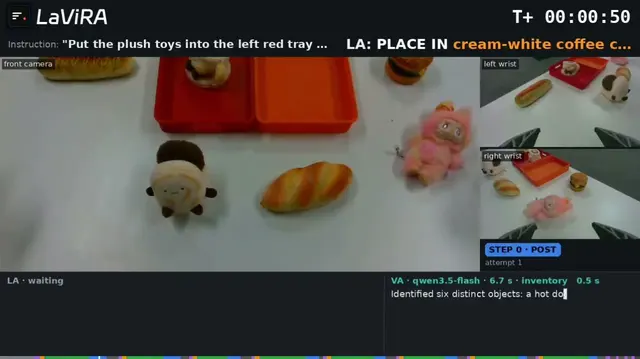 LaViRA
T+ 00:00:50
Instruction: "Put the plush toys into the left red tray ...
LA: PLACE IN cream-white coffee c...
front camera
left wrist
right wrist
STEP 0 · POST
attempt 1
LA · waiting
VA · qwen3.5-flash · 6.7 s · inventory 0.5 s
Identified six distinct objects: a hot do